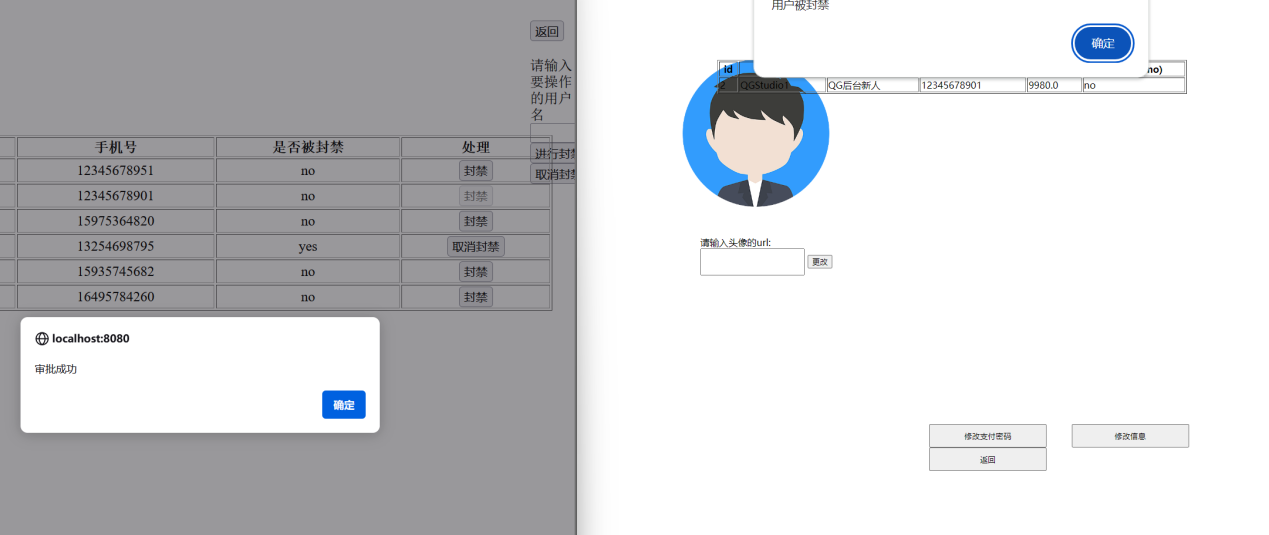 返回
请输入
要操作
的用户
名
进行封禁
取消封禁
手机号 是否被封禁 处理
12345678951 no 封禁
12345678901 no 封禁
15975364820 no 封禁
13254698795 yes 取消封禁
15935745682 no 封禁
16495784260 no 封禁
localhost:8080
审批成功
确定
用户被封禁
确定
Id no)
2 QGStudio1 QG后台新人 12345678901 9980.0 no
请输入头像的url:
更改
修改支付密码 修改信息
返回